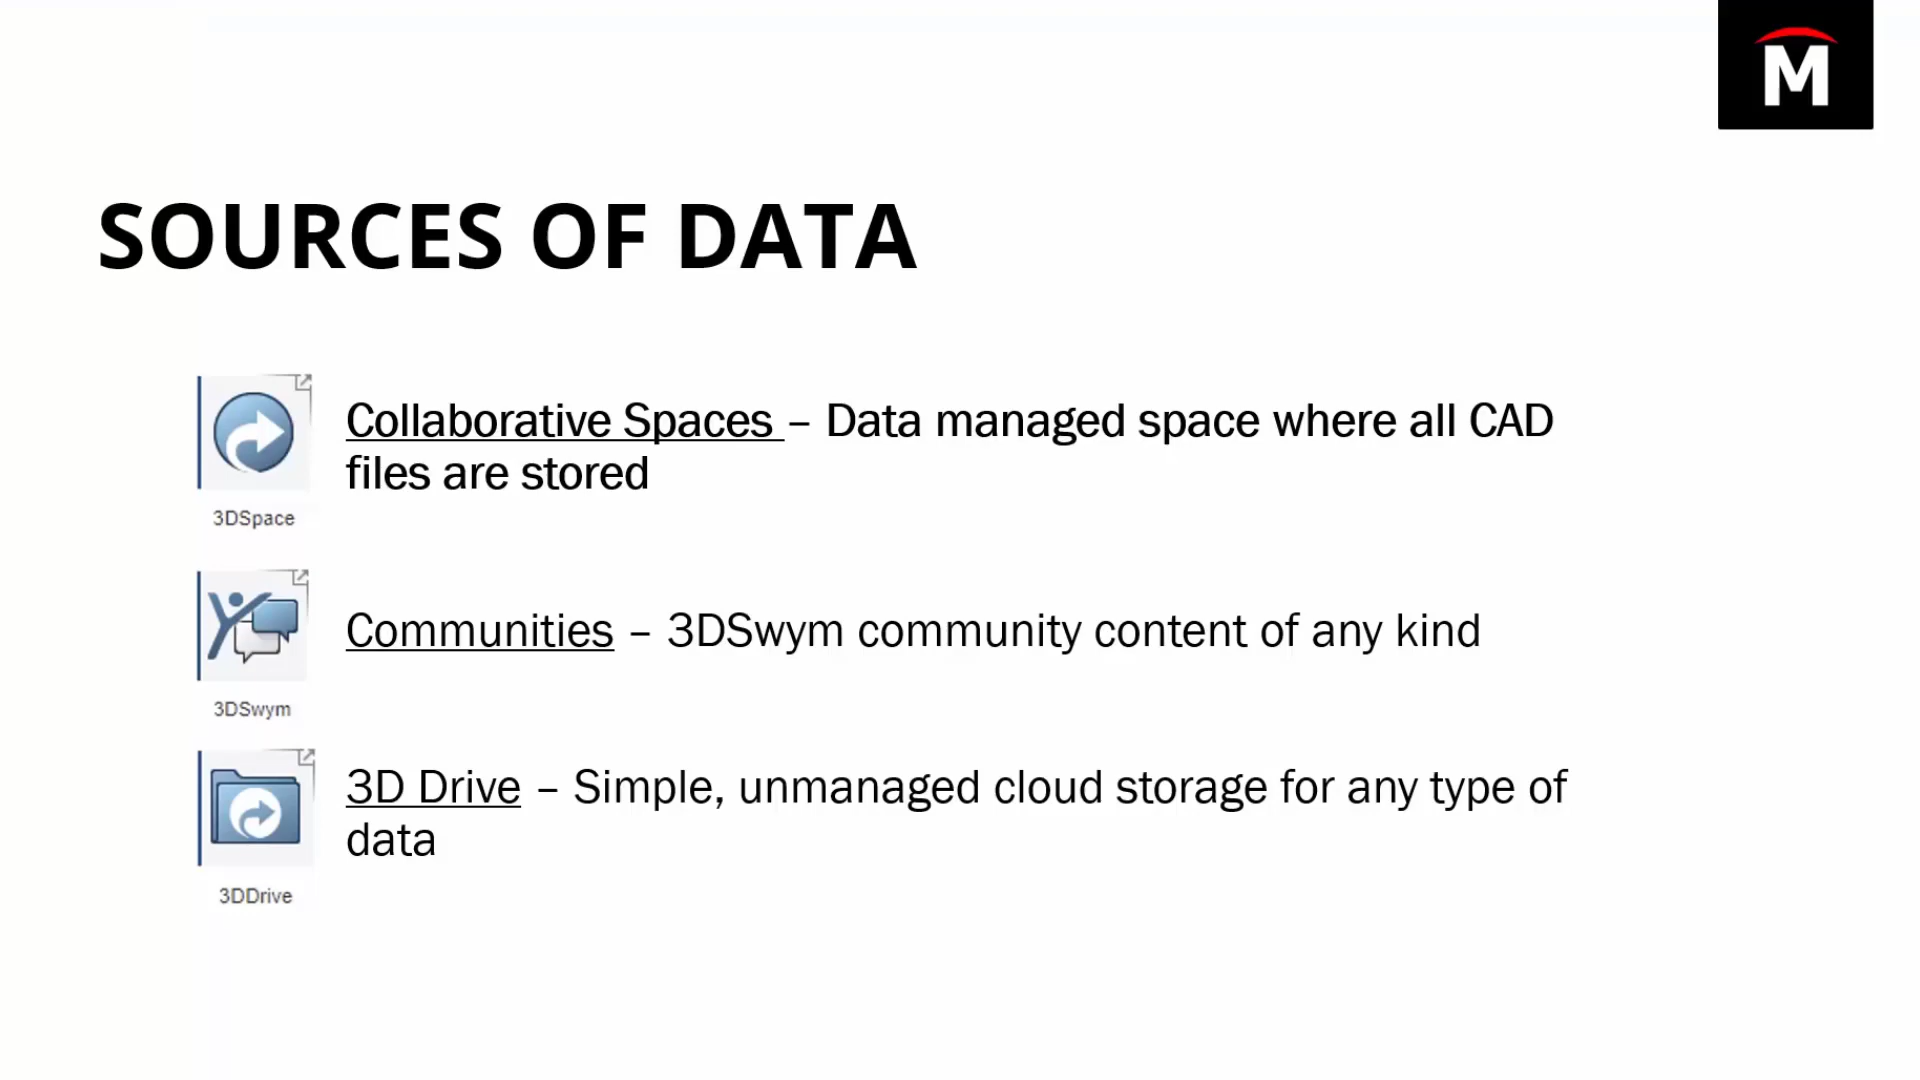 M
SOURCES OF DATA
Collaborative Spaces – Data managed space where all CAD
files are stored
3DSpace
Communities – 3DSwym community content of any kind
3DSwym
3D Drive – Simple, unmanaged cloud storage for any type of
data
3DDrive